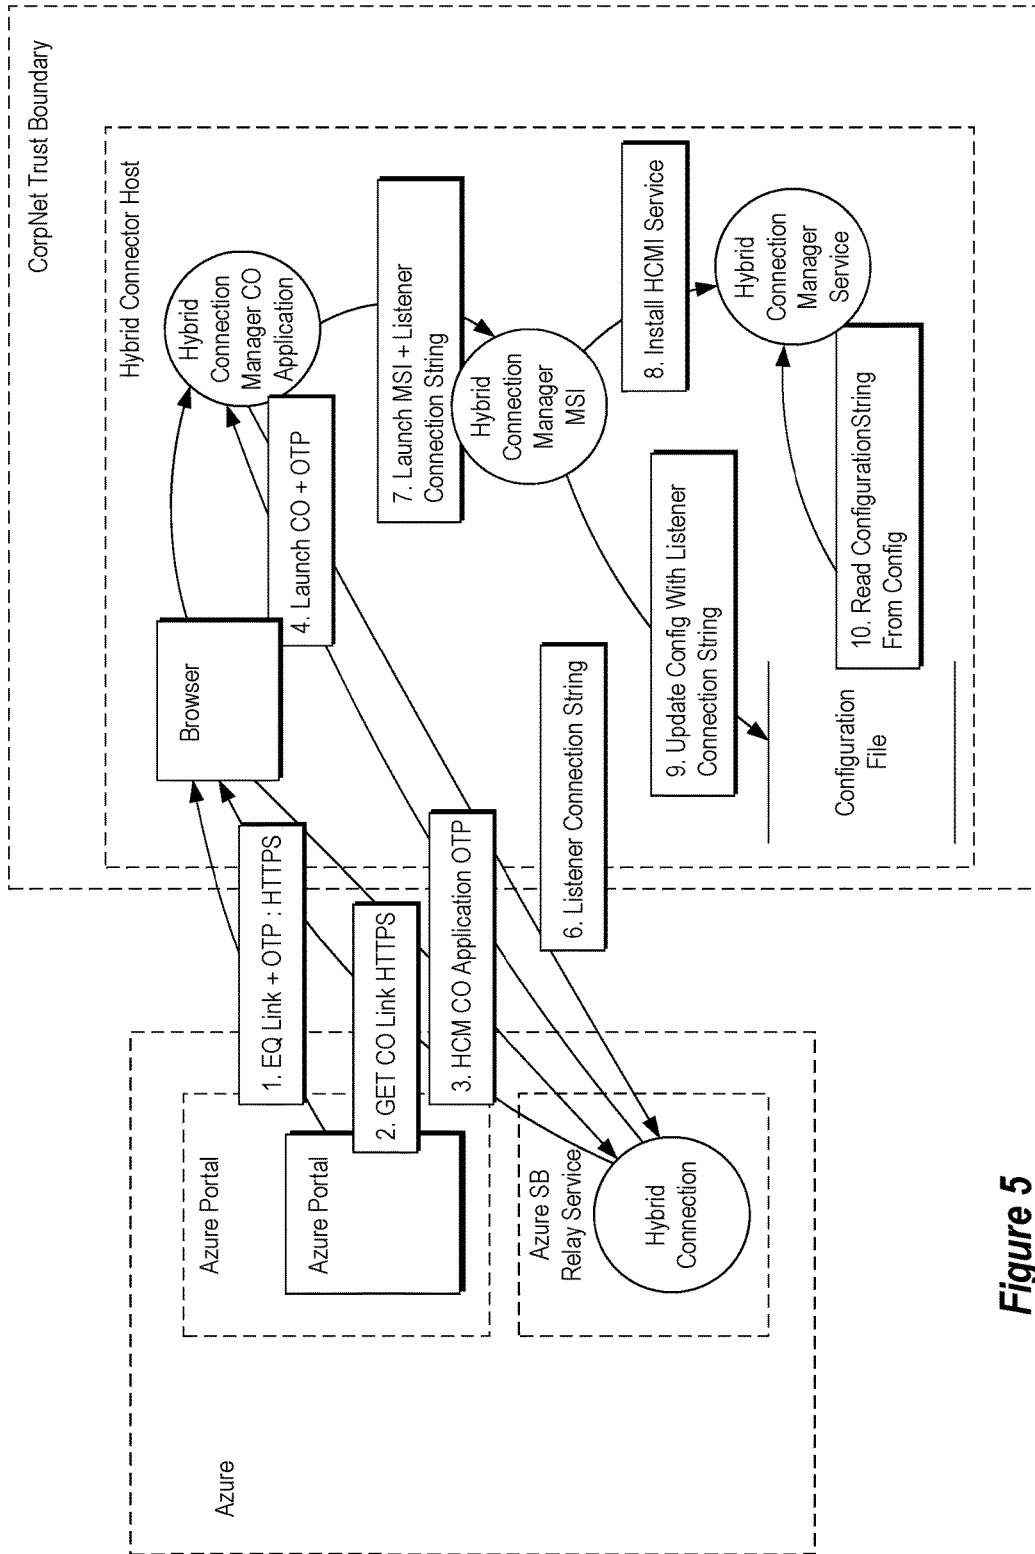 CorpNet Trust Boundary
Hybrid Connector Host
Hybrid
Connection
Manager CO
Application
Browser
4. Launch CO + OTP
7. Launch MSI + Listener
Connection String
Hybrid
Connection
Manager
MSI
8. Install HCMI Service
Hybrid
Connection
Manager
Service
9. Update Config With Listener
Connection String
10. Read ConfigurationString
From Config
Configuration
File
6. Listener Connection String
1. EQ Link + OTP : HTTPS
2. GET CO Link HTTPS
3. HCM CO Application OTP
Azure
Azure Portal
Azure Portal
Azure SB
Relay Service
Hybrid
Connection
Figure 5